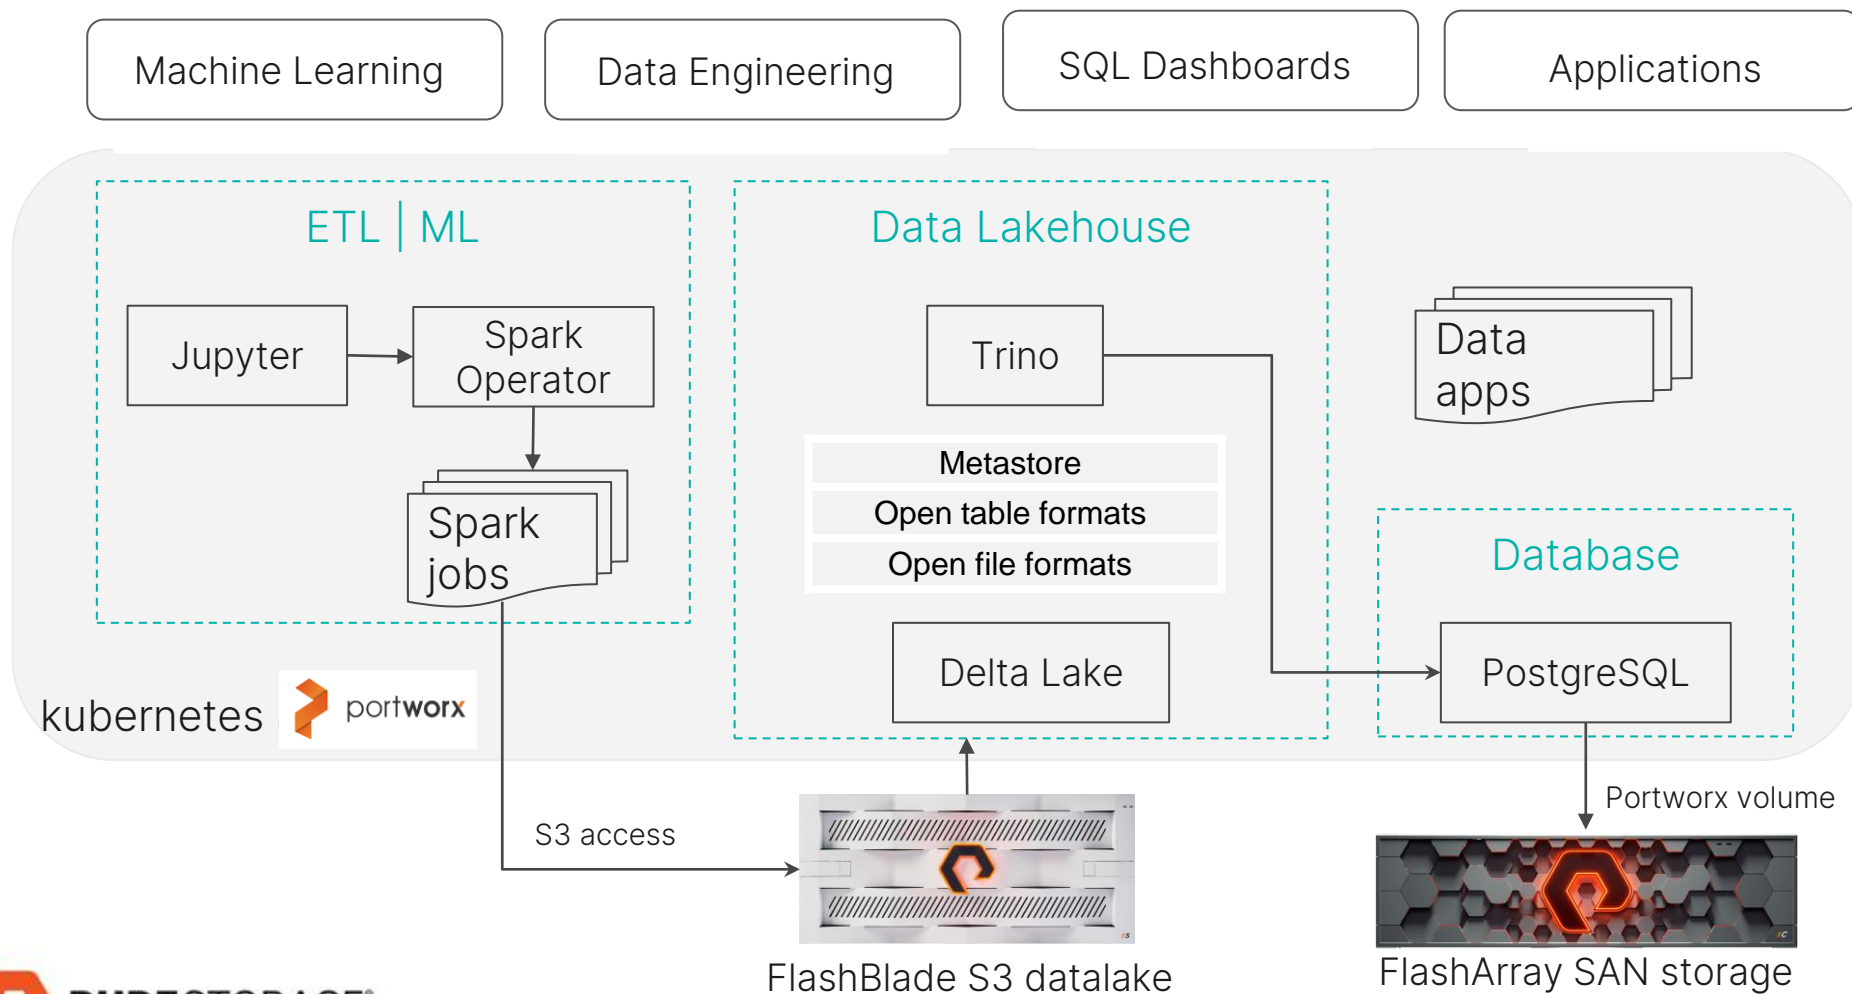 Machine Learning
Data Engineering
SQL Dashboards
Applications
ETL | ML
Data Lakehouse
Jupyter
Spark
Operator
Trino
Data
apps
Metastore
Open table formats
Open file formats
Spark
jobs
Database
Delta Lake
PostgreSQL
kubernetes
portworx
S3 access
Portworx volume
//S
//C
FlashBlade S3 datalake
FlashArray SAN storage
PURESTORAGE®